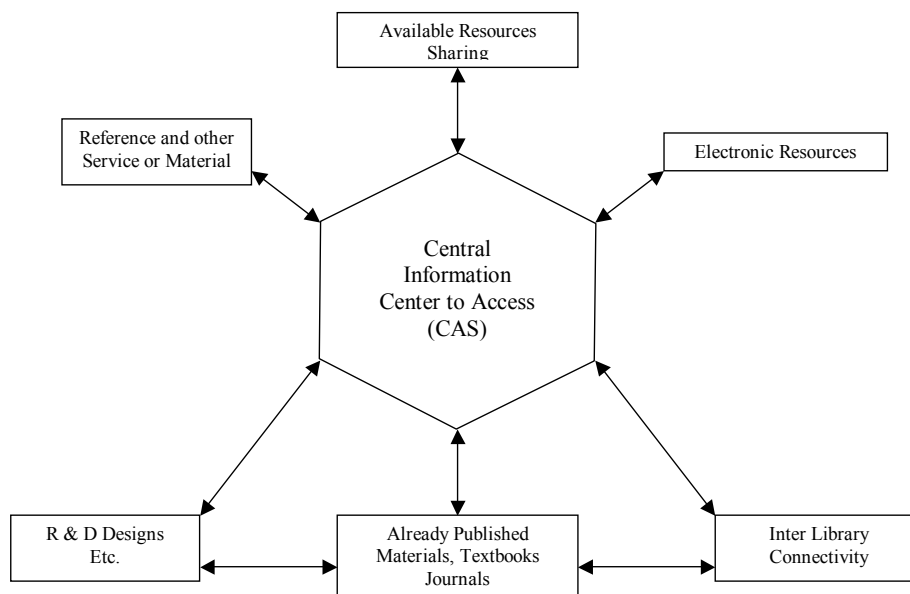 Available Resources
Sharing
Reference and other
Service or Material
Electronic Resources
Central
Information
Center to Access
(CAS)
R & D Designs
Etc.
Already Published
Materials, Textbooks
Journals
Inter Library
Connectivity